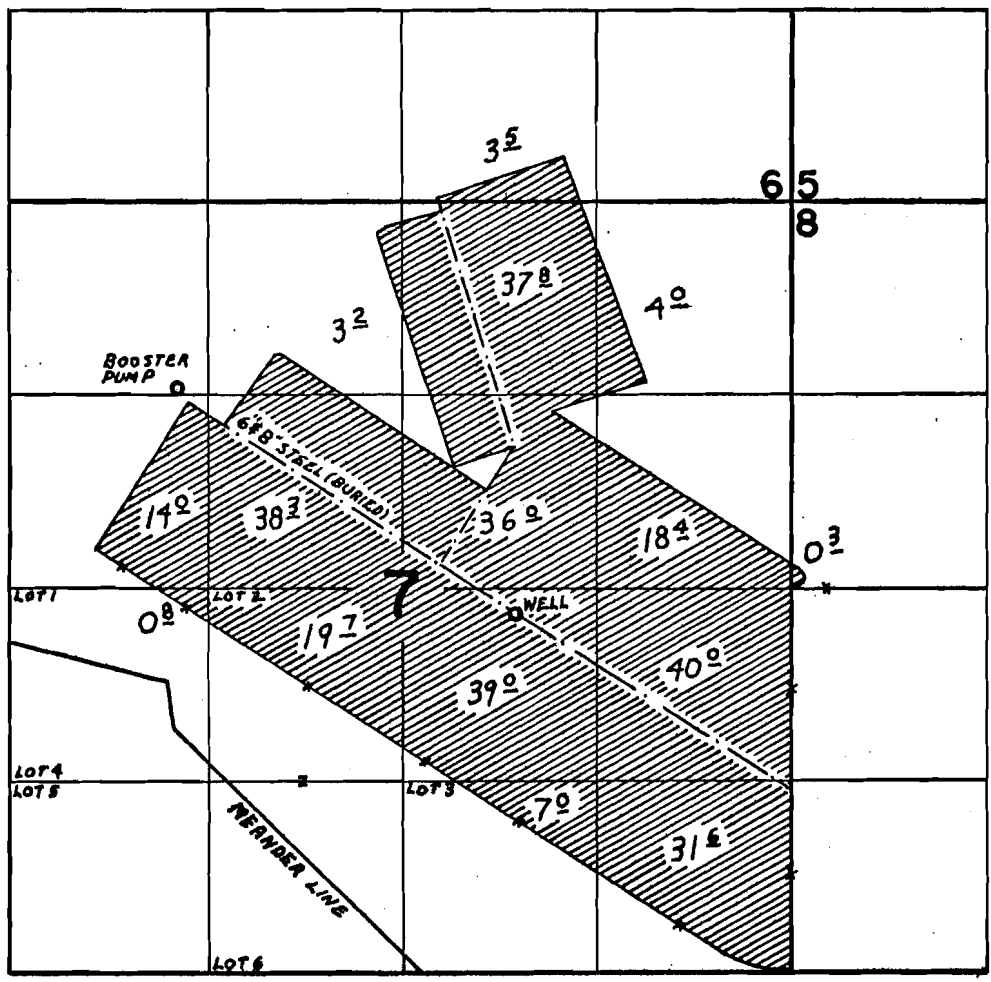 3 5
6 5
8
37 8
4 0
3 2
BOOSTER
PUMP
6"&8" STEEL (BURIED)
14 0
38 3
36 0
18 4
0 3
LOT 1
LOT 2
7
WELL
0 8
19 7
40 0
39 0
LOT 4
LOT 5
LOT 3
7 0
31 6
MEANDER LINE
LOT 6